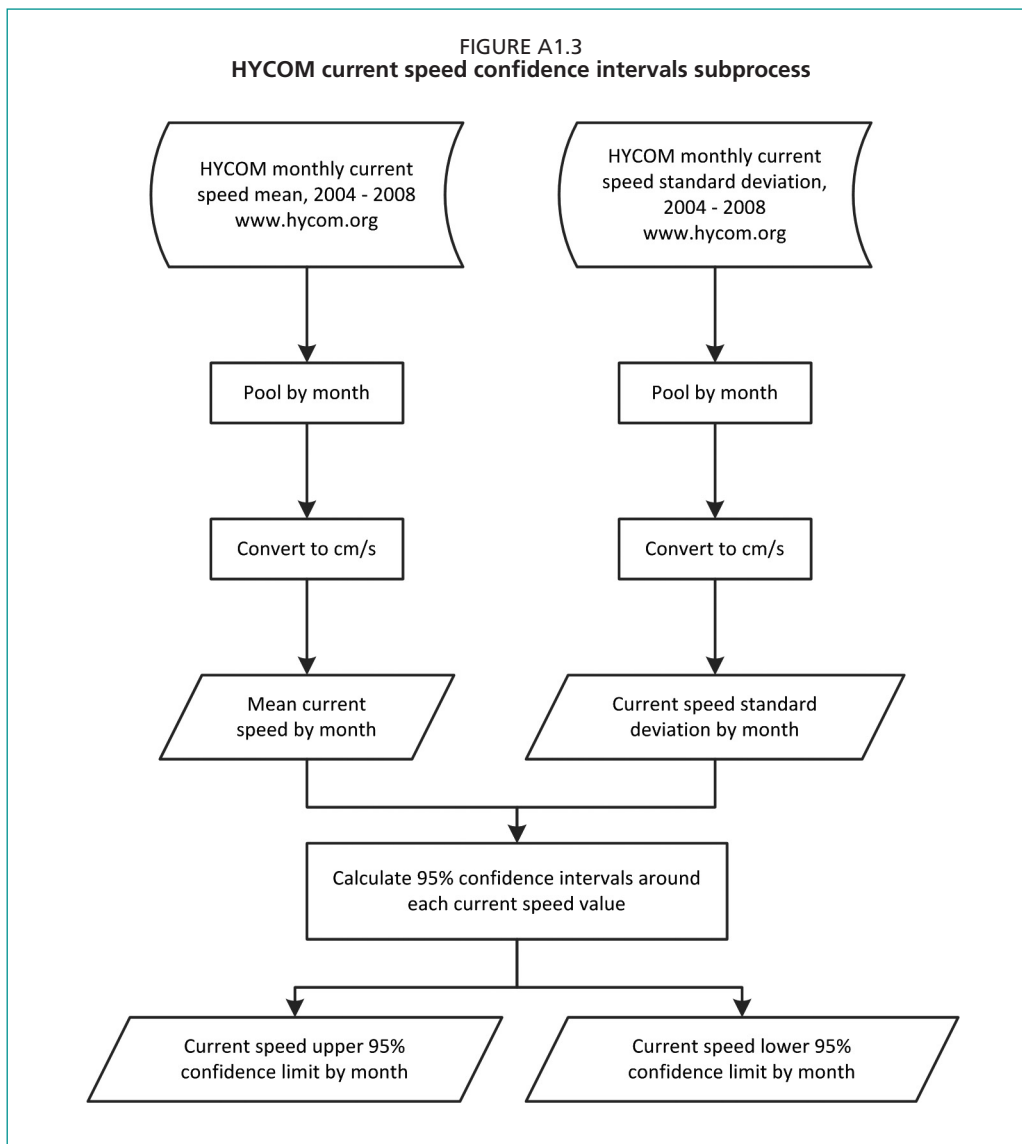 FIGURE A1.3
HYCOM current speed confidence intervals subprocess
HYCOM monthly current
speed mean, 2004 - 2008
www.hycom.org
HYCOM monthly current
speed standard deviation,
2004 - 2008
www.hycom.org
Pool by month
Pool by month
Convert to cm/s
Convert to cm/s
Mean current
speed by month
Current speed standard
deviation by month
Calculate 95% confidence intervals around
each current speed value
Current speed upper 95%
confidence limit by month
Current speed lower 95%
confidence limit by month